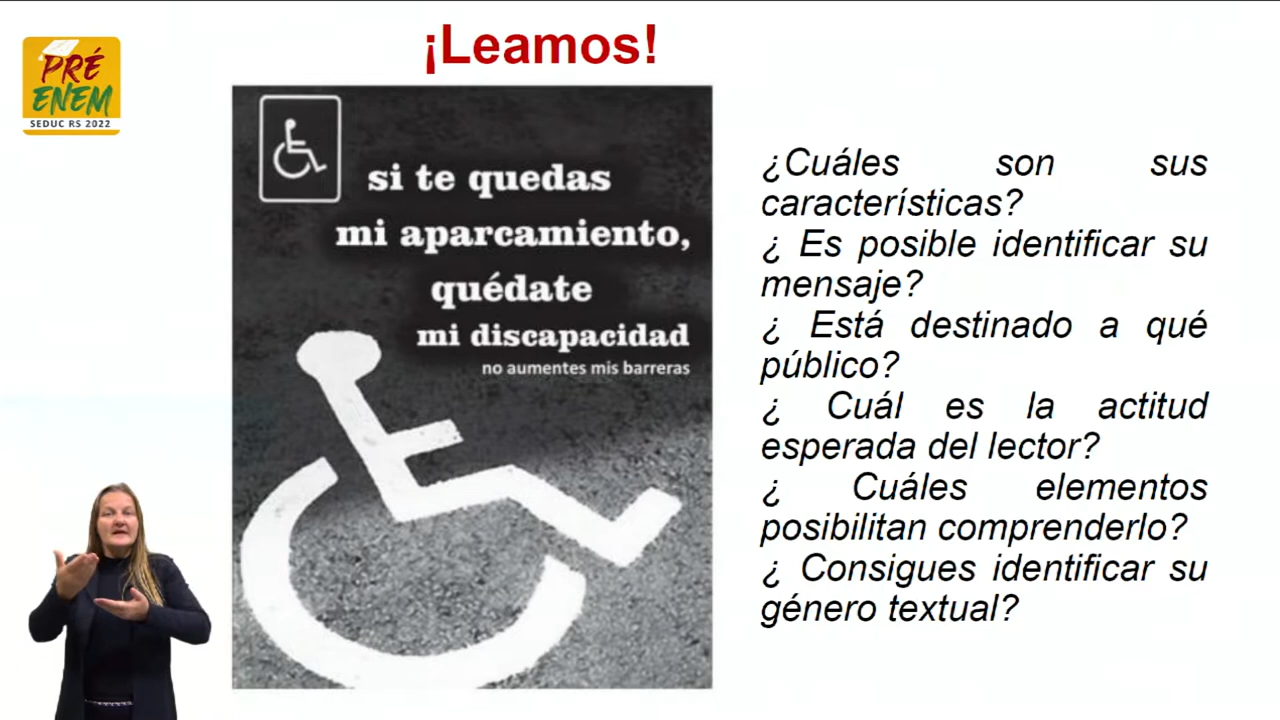 ¡Leamos!
PRÉ
ENEM
SEDUC RS 2022
si te quedas
mi aparcamiento,
quédate
mi discapacidad
no aumentes mis barreras
¿Cuáles son sus
características?
¿ Es posible identificar su
mensaje?
¿ Está destinado a qué
público?
¿ Cuál es la actitud
esperada del lector?
¿ Cuáles elementos
posibilitan comprenderlo?
¿ Consigues identificar su
género textual?